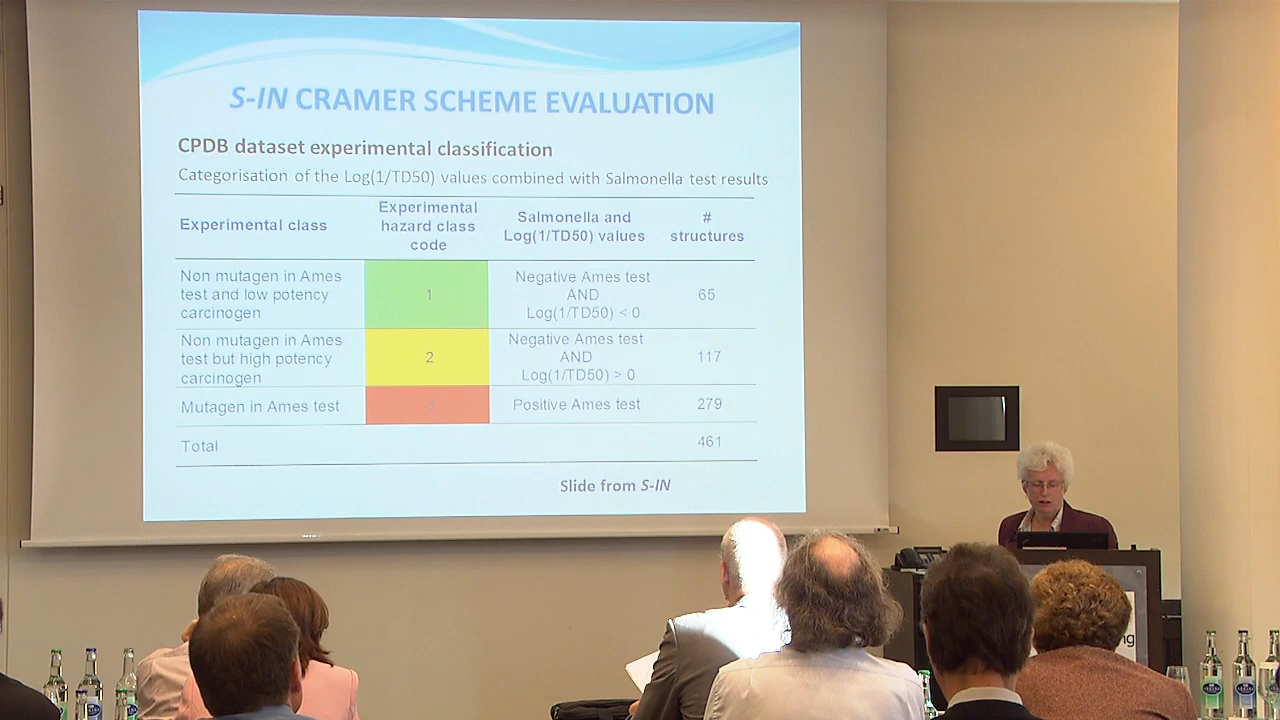 S-IN CRAMER SCHEME EVALUATION
CPDB dataset experimental classification
Categorisation of the Log(1/TD50) values combined with Salmonella test results
Experimental class
Experimental
hazard class
code
Salmonella and
Log(1/TD50) values
#
structures
Non mutagen in Ames
test and low potency
carcinogen
1
Negative Ames test
AND
Log(1/TD50) < 0
65
Non mutagen in Ames
test but high potency
carcinogen
2
Negative Ames test
AND
Log(1/TD50) > 0
117
Mutagen in Ames test
3
Positive Ames test
279
Total
461
Slide from S-IN
ng